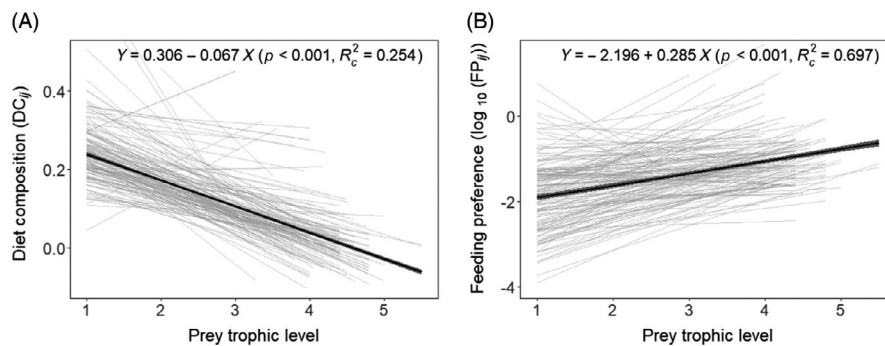 (A)
Y = 0.306 – 0.067 X (p < 0.001, R_c^2 = 0.254)
Diet composition (DC_ij)
0.4
0.2
0.0
1 2 3 4 5
Prey trophic level
(B)
Y = – 2.196 + 0.285 X (p < 0.001, R_c^2 = 0.697)
Feeding preference (log 10 (FP_ij))
0
-2
-4
1 2 3 4 5
Prey trophic level